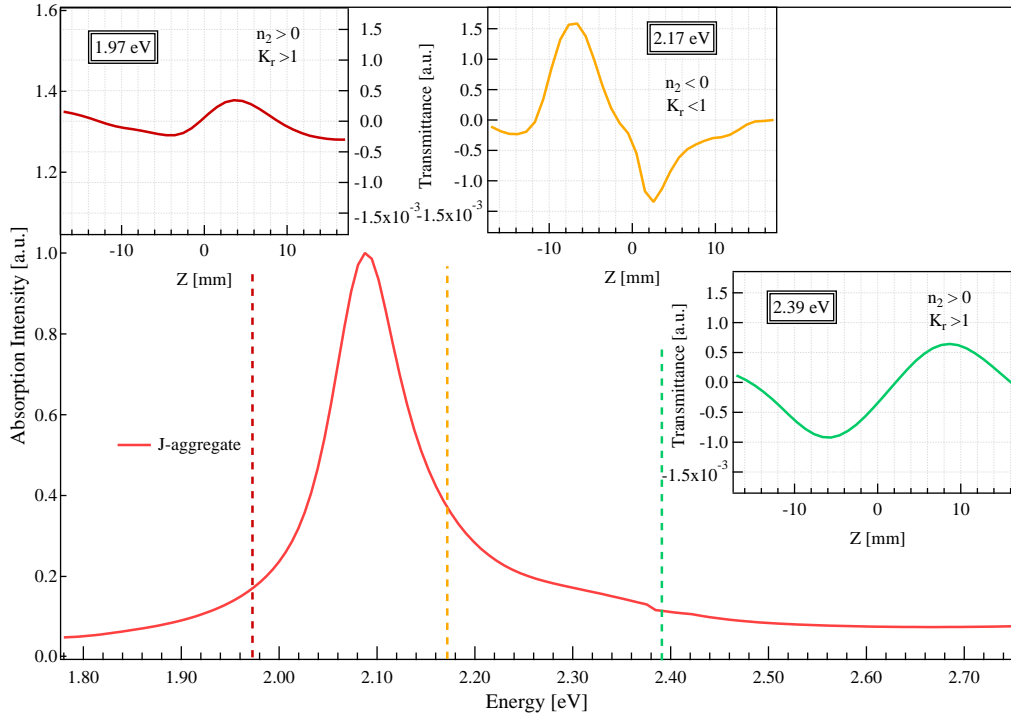 1.6
1.4
1.2
1.0
0.8
0.6
0.4
0.2
0.0
Absorption Intensity [a.u.]
1.80
1.90
2.00
2.10
2.20
2.30
2.40
2.50
2.60
2.70
Energy [eV]
J-aggregate
1.97 eV
n₂ > 0
Kᵣ >1
1.5
1.0
0.5
0.0
-0.5
-1.0
-1.5x10⁻³
Transmittance [a.u.]
-10
0
10
Z [mm]
2.17 eV
n₂ < 0
Kᵣ <1
1.5
1.0
0.5
0.0
-0.5
-1.0
-1.5x10⁻³
-10
0
10
Z [mm]
2.39 eV
n₂ > 0
Kᵣ >1
1.5
1.0
0.5
0.0
-0.5
-1.0
-1.5x10⁻³
Transmittance [a.u.]
-10
0
10
Z [mm]